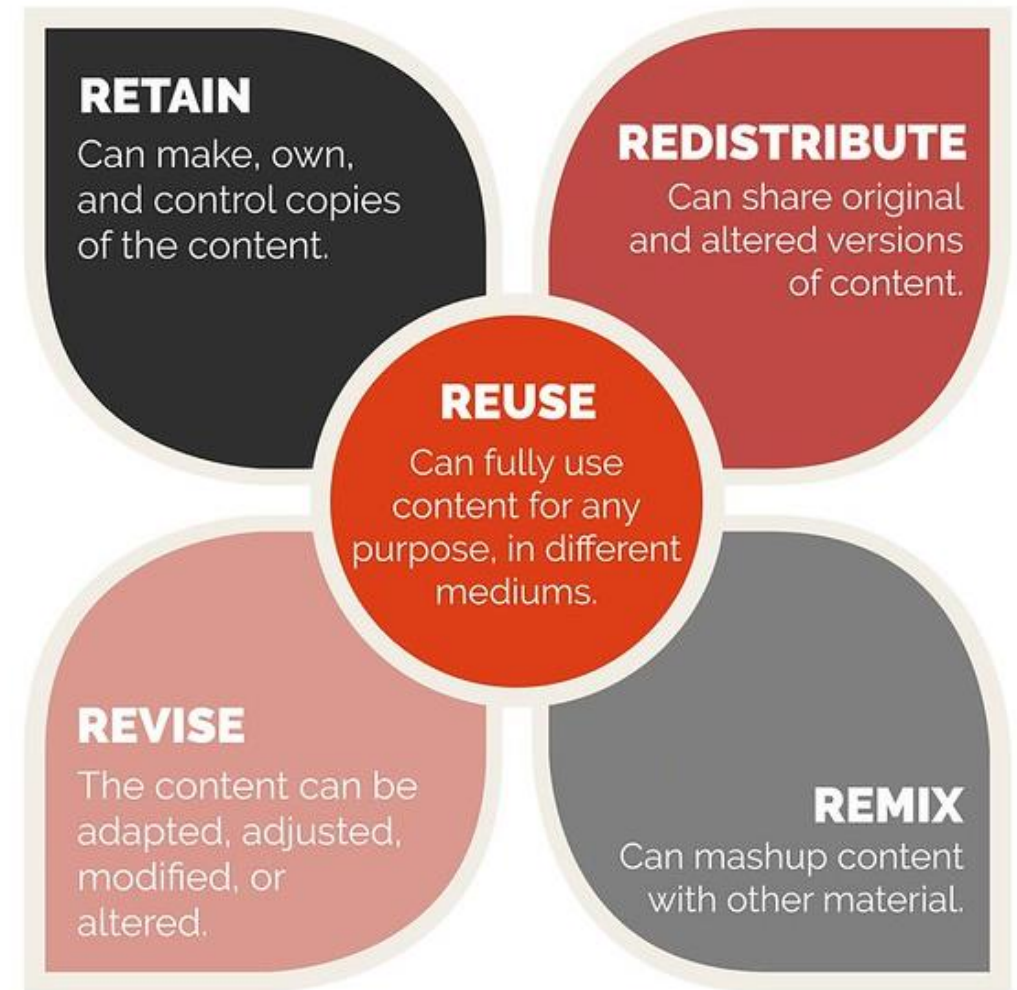 RETAIN
Can make, own,
and control copies
of the content.
REDISTRIBUTE
Can share original
and altered versions
of content.
REUSE
Can fully use
content for any
purpose, in different
mediums.
REVISE
The content can be
adapted, adjusted,
modified, or
altered.
REMIX
Can mashup content
with other material.